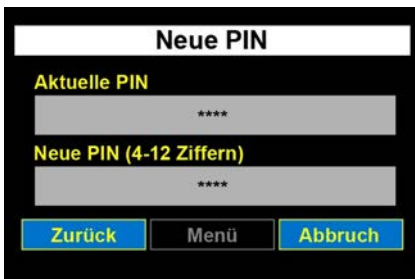 Neue PIN
Aktuelle PIN
****
Neue PIN (4-12 Ziffern)
****
Zurück Menü Abbruch